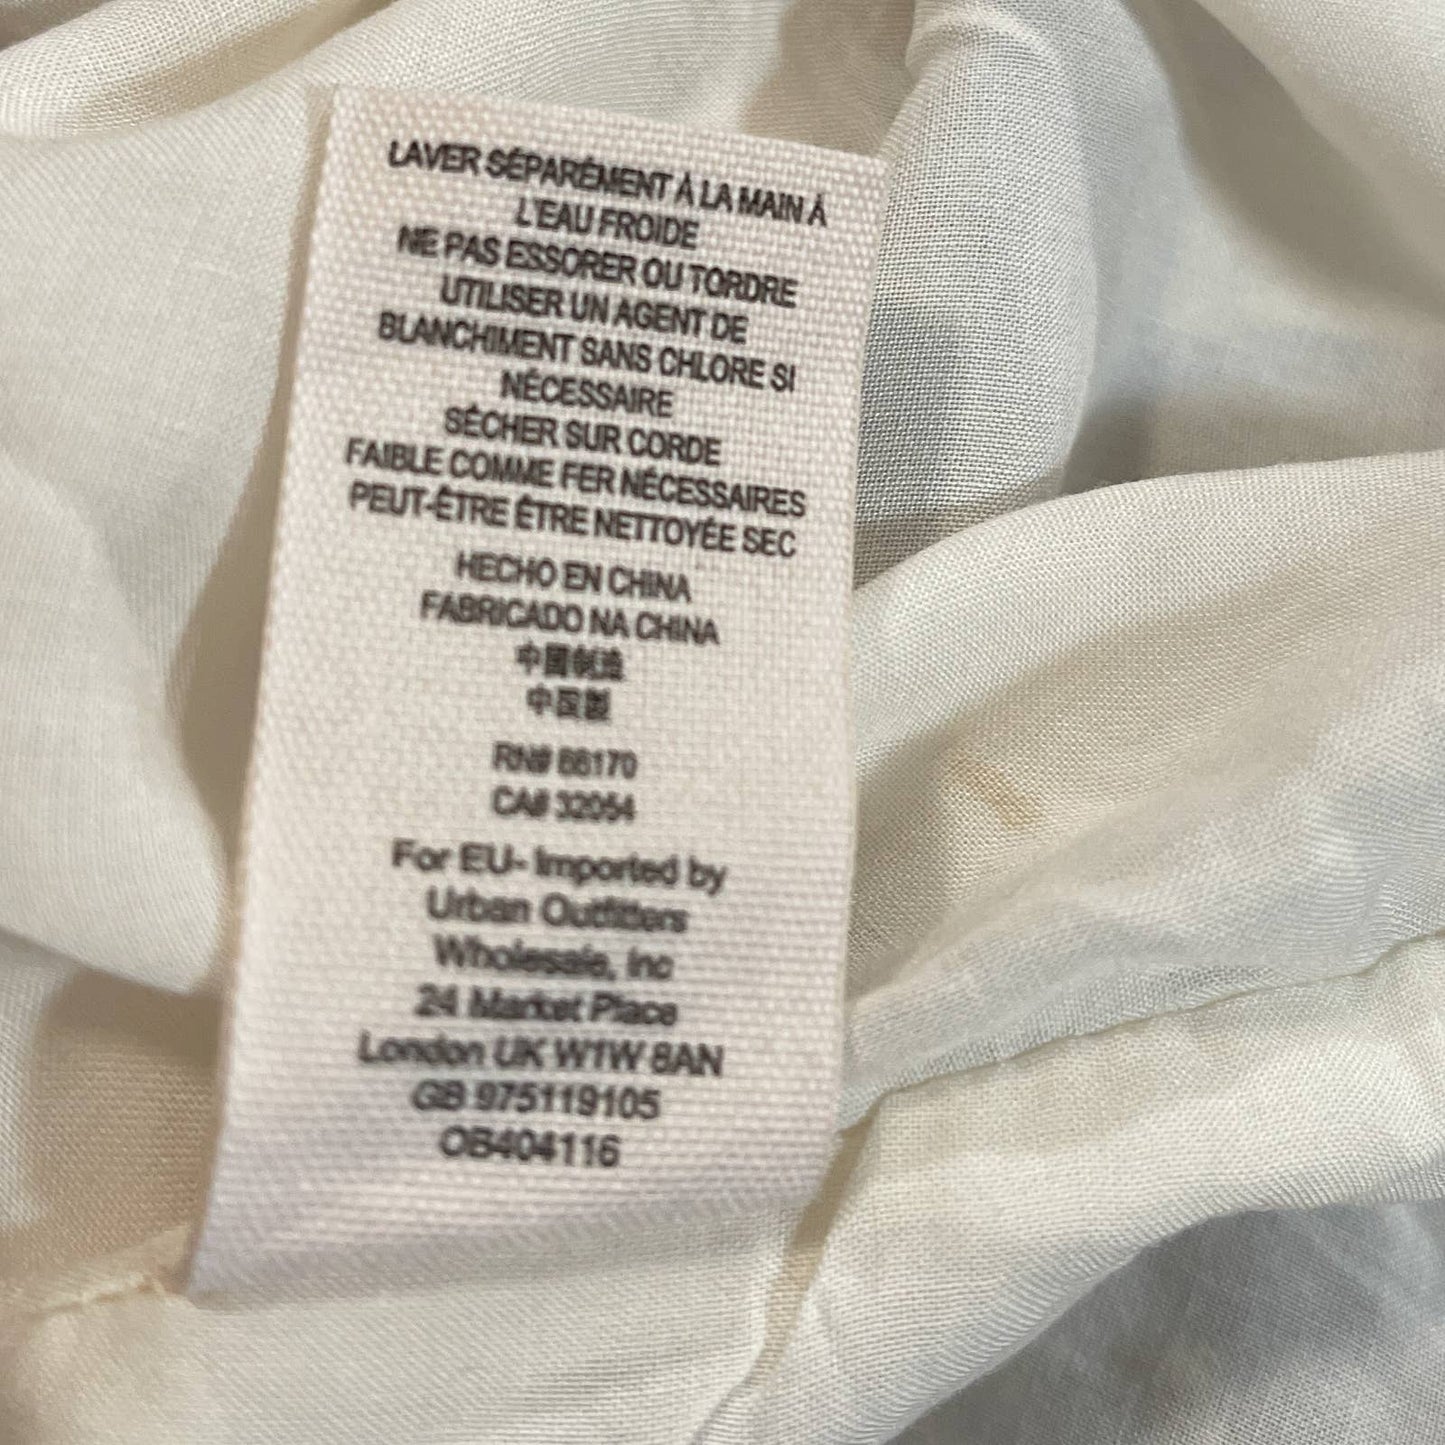 LAVER SÉPARÉMENT À LA MAIN À
L'EAU FROIDE
NE PAS ESSORER OU TORDRE
UTILISER UN AGENT DE
BLANCHIMENT SANS CHLORE SI
NÉCESSAIRE
SÉCHER SUR CORDE
FAIBLE COMME FER NÉCESSAIRES
PEUT-ÊTRE ÊTRE NETTOYÉE SEC
HECHO EN CHINA
FABRICADO NA CHINA
中國制造
中国製
RN# 66170
CA# 32054
For EU- Imported by
Urban Outfitters
Wholesale, Inc
24 Market Place
London UK W1W 8AN
GB 975119105
OB404116